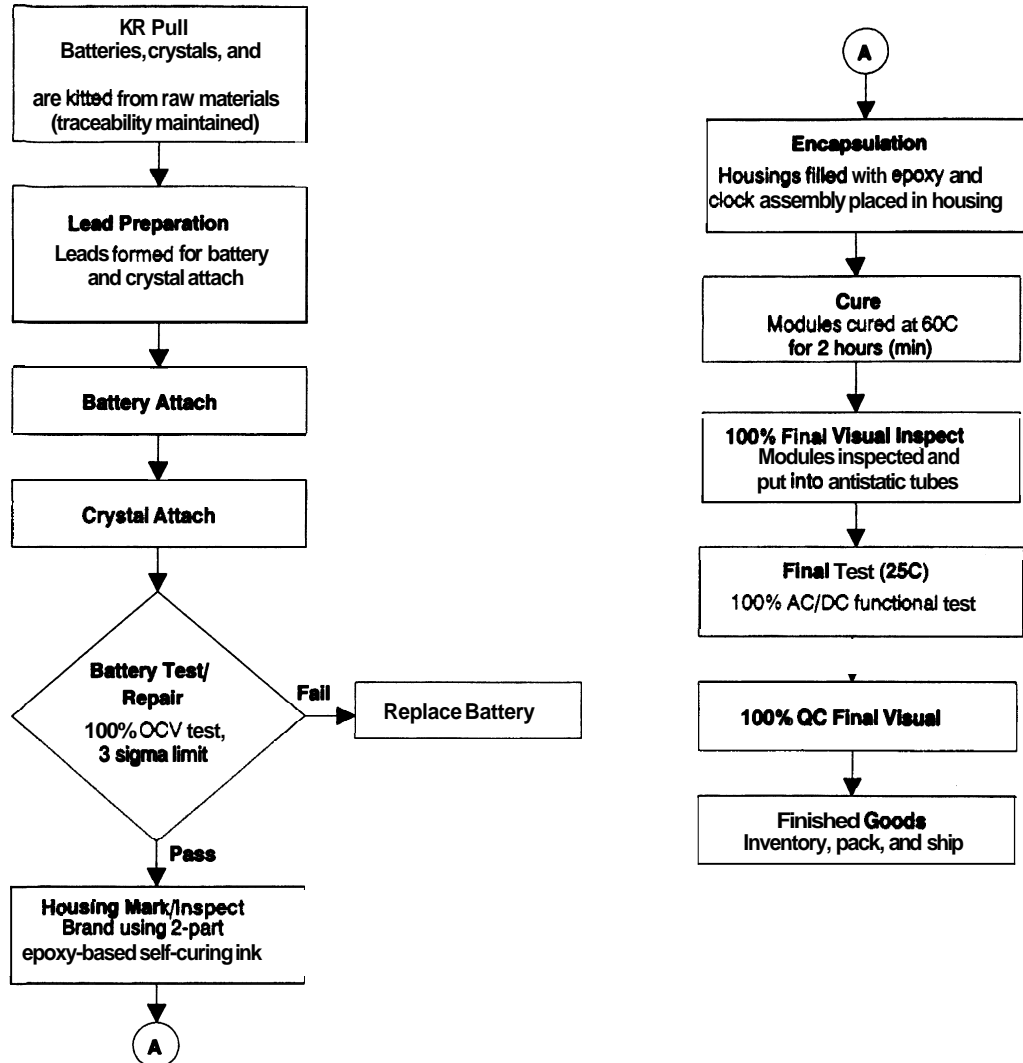 KR Pull
Batteries, crystals, and
are kitted from raw materials
(traceability maintained)
Lead Preparation
Leads formed for battery
and crystal attach
Battery Attach
Crystal Attach
Battery Test/
Repair
100% OCV test,
3 sigma limit
Fail
Replace Battery
Pass
Housing Mark/Inspect
Brand using 2-part
epoxy-based self-curing ink
A
A
Encapsulation
Housings filled with epoxy and
clock assembly placed in housing
Cure
Modules cured at 60C
for 2 hours (min)
100% Final Visual Inspect
Modules inspected and
put into antistatic tubes
Final Test (25C)
100% AC/DC functional test
100% QC Final Visual
Finished Goods
Inventory, pack, and ship